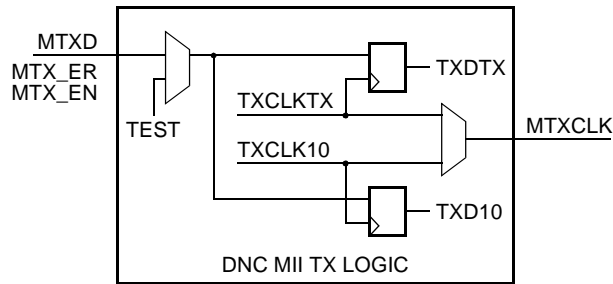 MTXD
MTX_ER
MTX_EN
TEST
TXDTX
TXCLKTX
MTXCLK
TXCLK10
TXD10
DNC MII TX LOGIC